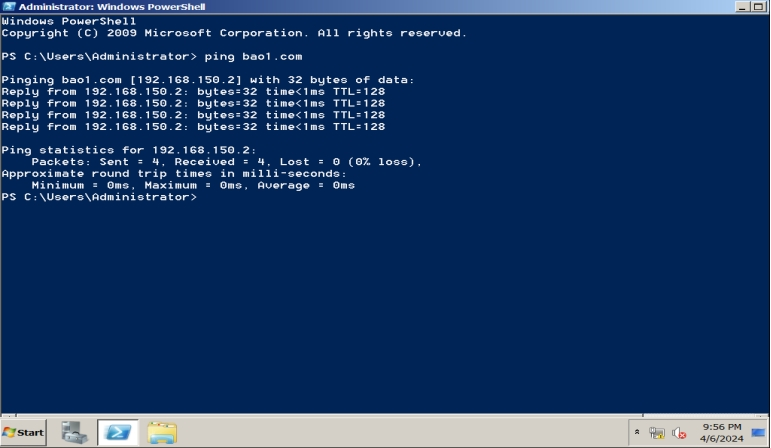 Administrator: Windows PowerShell
Windows PowerShell
Copyright (C) 2009 Microsoft Corporation. All rights reserved.
PS C:\Users\Administrator> ping bao1.com
Pinging bao1.com [192.168.150.2] with 32 bytes of data:
Reply from 192.168.150.2: bytes=32 time<1ms TTL=128
Reply from 192.168.150.2: bytes=32 time<1ms TTL=128
Reply from 192.168.150.2: bytes=32 time<1ms TTL=128
Reply from 192.168.150.2: bytes=32 time<1ms TTL=128
Ping statistics for 192.168.150.2:
    Packets: Sent = 4, Received = 4, Lost = 0 (0% loss),
Approximate round trip times in milli-seconds:
    Minimum = 0ms, Maximum = 0ms, Average = 0ms
PS C:\Users\Administrator>
Start
9:56 PM
4/6/2024